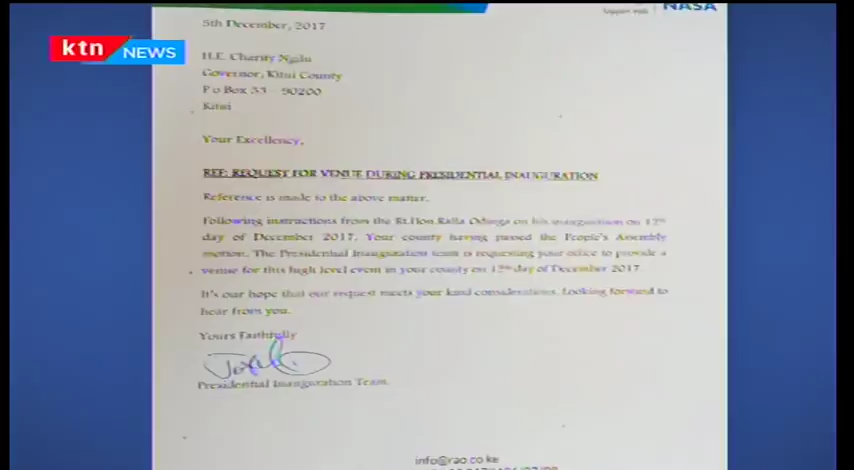 NASA
5th December, 2017
ktn NEWS
H.E. Charity Ngilu
Governor, Kitui County
P o Box 33 – 90200
Kitui
Your Excellency,
REF: REQUEST FOR VENUE DURING PRESIDENTIAL INAUGURATION
Reference is made to the above matter.
Following instructions from the Rt.Hon.Raila Odinga on his inauguration on 12th
day of December 2017. Your county having passed the People's Assembly
motion. The Presidential Inauguration team is requesting your office to provide a
venue for this high level event in your county on 12th day of December 2017.
It's our hope that our request meets your kind considerations. Looking forward to
hear from you.
Yours Faithfully
Presidential Inauguration Team.
info@rao.co.ke